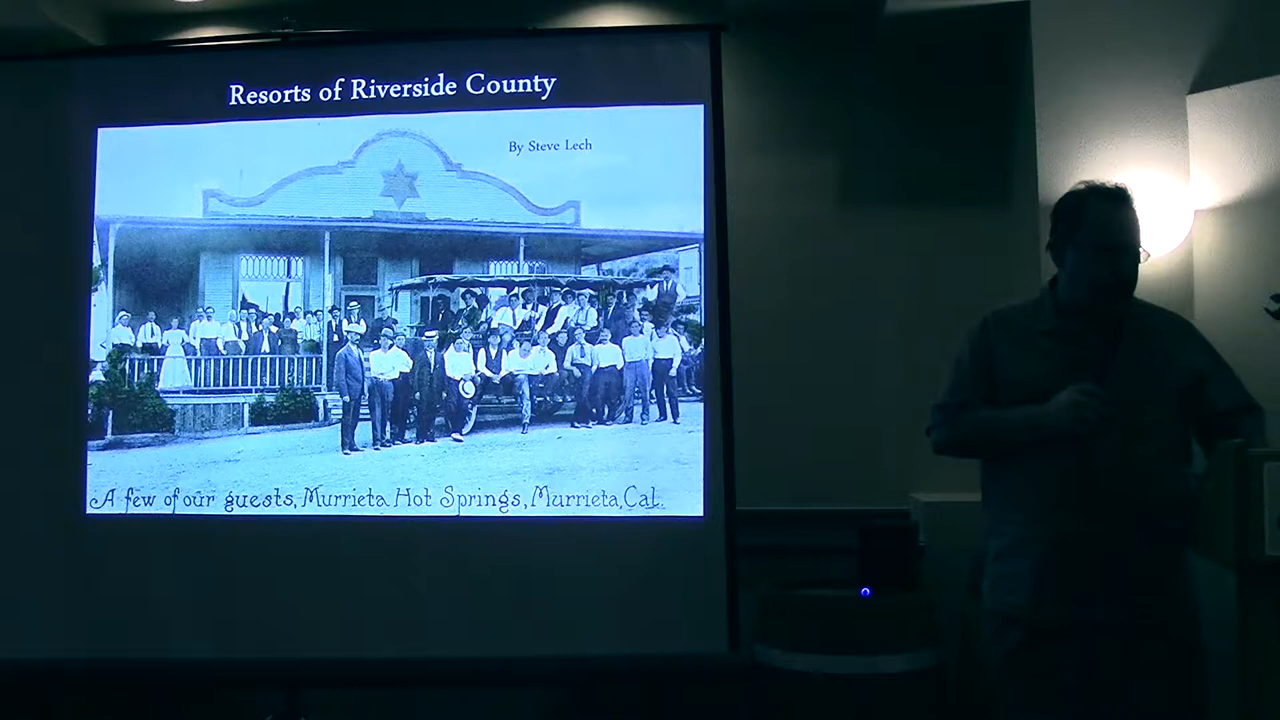 Resorts of Riverside County
By Steve Lech
A few of our guests, Murrieta Hot Springs, Murrieta, Cal.